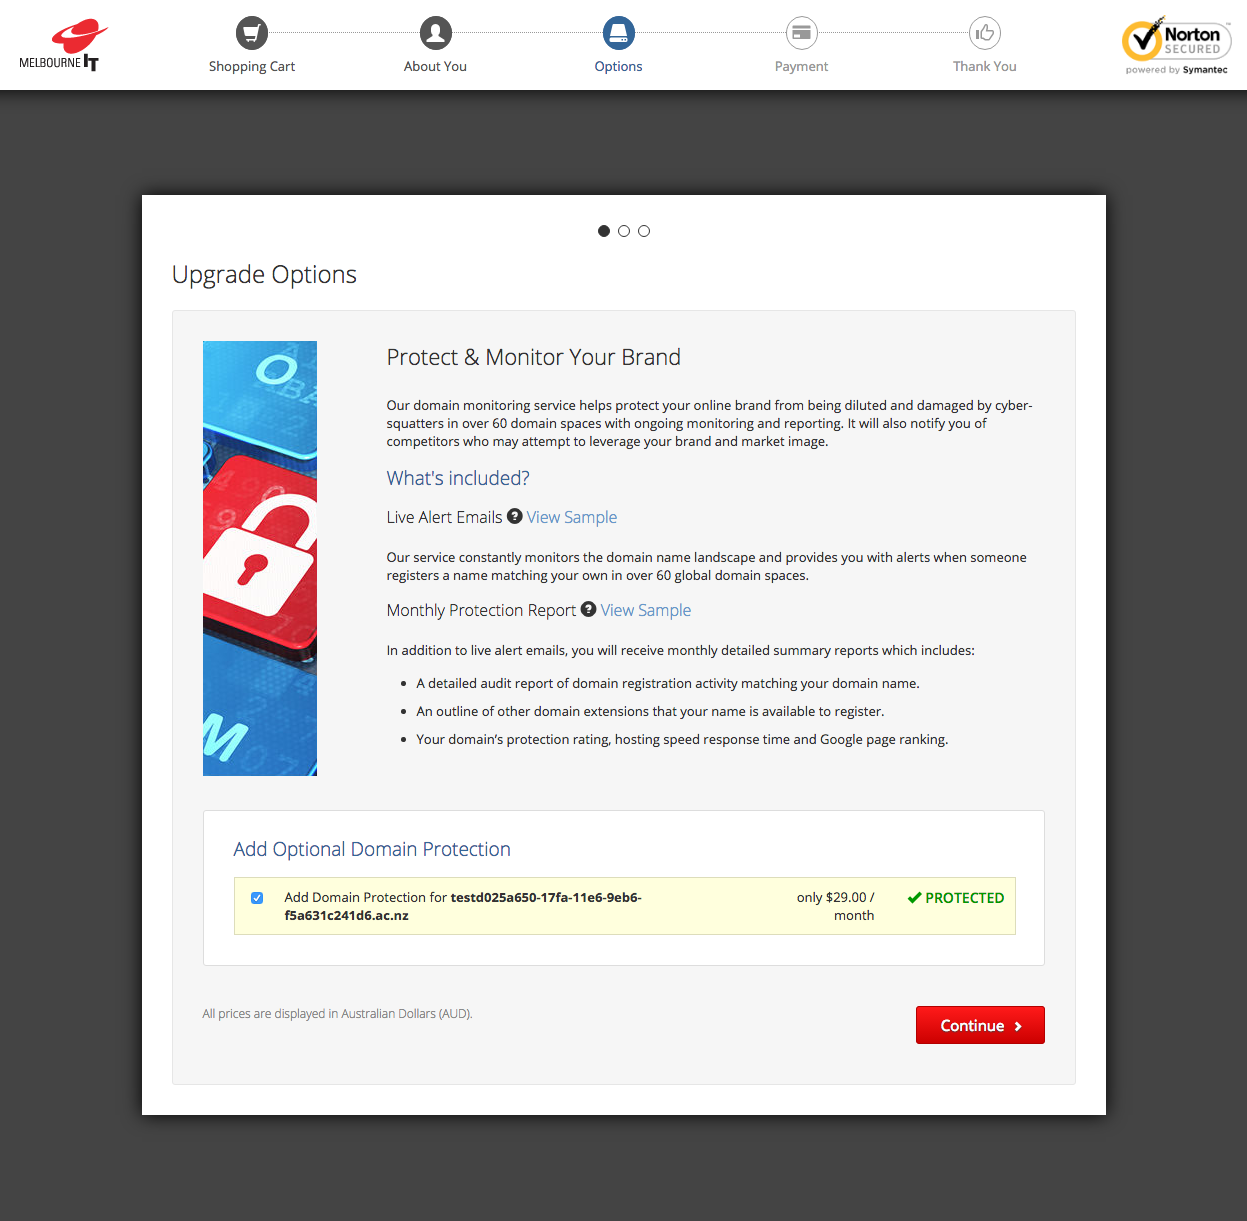 MELBOURNE IT
Shopping Cart
About You
Options
Payment
Thank You
Norton
SECURED
powered by Symantec
Upgrade Options
Protect & Monitor Your Brand
Our domain monitoring service helps protect your online brand from being diluted and damaged by cyber-
squatters in over 60 domain spaces with ongoing monitoring and reporting. It will also notify you of
competitors who may attempt to leverage your brand and market image.
What's included?
Live Alert Emails ? View Sample
Our service constantly monitors the domain name landscape and provides you with alerts when someone
registers a name matching your own in over 60 global domain spaces.
Monthly Protection Report ? View Sample
In addition to live alert emails, you will receive monthly detailed summary reports which includes:
• A detailed audit report of domain registration activity matching your domain name.
• An outline of other domain extensions that your name is available to register.
• Your domain’s protection rating, hosting speed response time and Google page ranking.
O
M
Add Optional Domain Protection
Add Domain Protection for testd025a650-17fa-11e6-9eb6-
f5a631c241d6.ac.nz
only $29.00 /
month
PROTECTED
All prices are displayed in Australian Dollars (AUD).
Continue